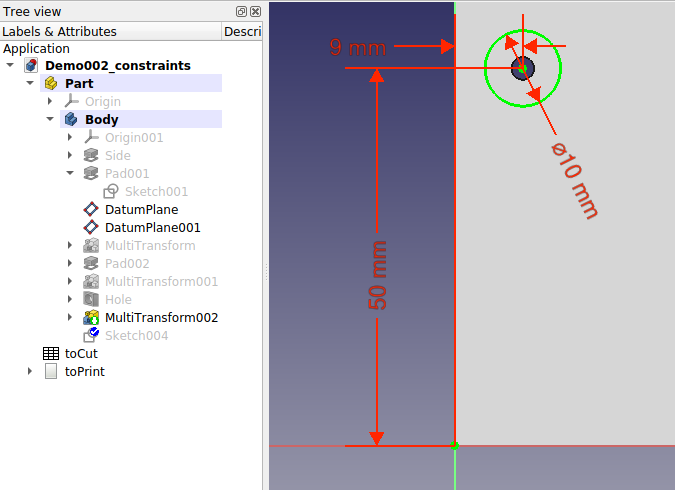 Tree view
Labels & Attributes Descri
Application
Demo002_constraints
Part
Origin
Body
Origin001
Side
Pad001
Sketch001
DatumPlane
DatumPlane001
MultiTransform
Pad002
MultiTransform001
Hole
MultiTransform002
Sketch004
toCut
toPrint
9 mm
⌀10 mm
50 mm